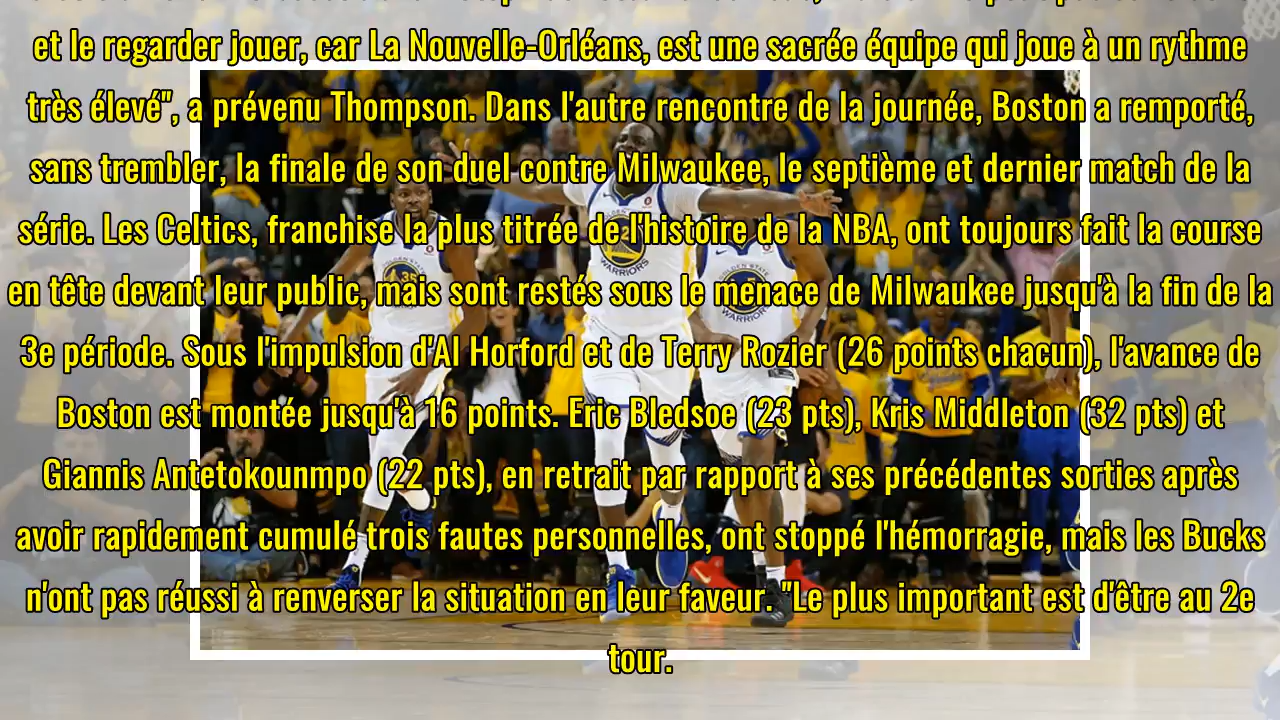 et le regarder jouer, car La Nouvelle-Orléans, est une sacrée équipe qui joue à un rythme
très élevé", a prévenu Thompson. Dans l'autre rencontre de la journée, Boston a remporté,
sans trembler, la finale de son duel contre Milwaukee, le septième et dernier match de la
série. Les Celtics, franchise la plus titrée de l'histoire de la NBA, ont toujours fait la course
en tête devant leur public, mais sont restés sous le menace de Milwaukee jusqu'à la fin de la
3e période. Sous l'impulsion d'Al Horford et de Terry Rozier (26 points chacun), l'avance de
Boston est montée jusqu'à 16 points. Eric Bledsoe (23 pts), Kris Middleton (32 pts) et
Giannis Antetokounmpo (22 pts), en retrait par rapport à ses précédentes sorties après
avoir rapidement cumulé trois fautes personnelles, ont stoppé l'hémorragie, mais les Bucks
n'ont pas réussi à renverser la situation en leur faveur. "Le plus important est d'être au 2e
tour.
35
WARRIORS
WARRIORS